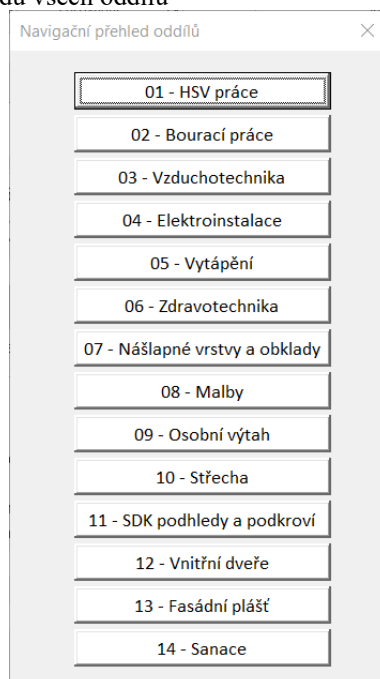 všech oddílů
Navigační přehled oddílů
01 - HSV práce
02 - Bourací práce
03 - Vzduchotechnika
04 - Elektroinstalace
05 - Vytápění
06 - Zdravotechnika
07 - Nášlapné vrstvy a obklady
08 - Malby
09 - Osobní výtah
10 - Střecha
11 - SDK podhledy a podkroví
12 - Vnitřní dveře
13 - Fasádní plášť
14 - Sanace